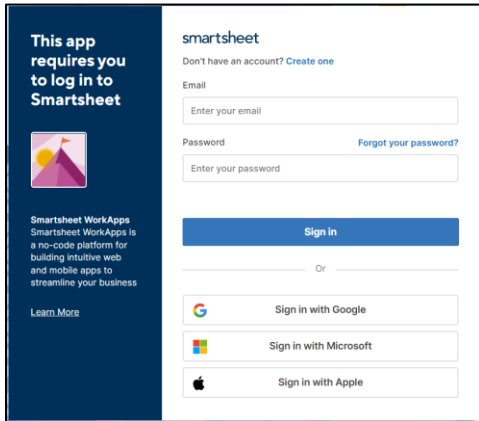 This app
requires you
to log in to
Smartsheet
Smartsheet WorkApps
Smartsheet WorkApps is
a no-code platform for
building intuitive web
and mobile apps to
streamline your business
Learn More
smartsheet
Don't have an account? Create one
Email
Enter your email
Password Forgot your password?
Enter your password
Sign in
Or
Sign in with Google
Sign in with Microsoft
Sign in with Apple